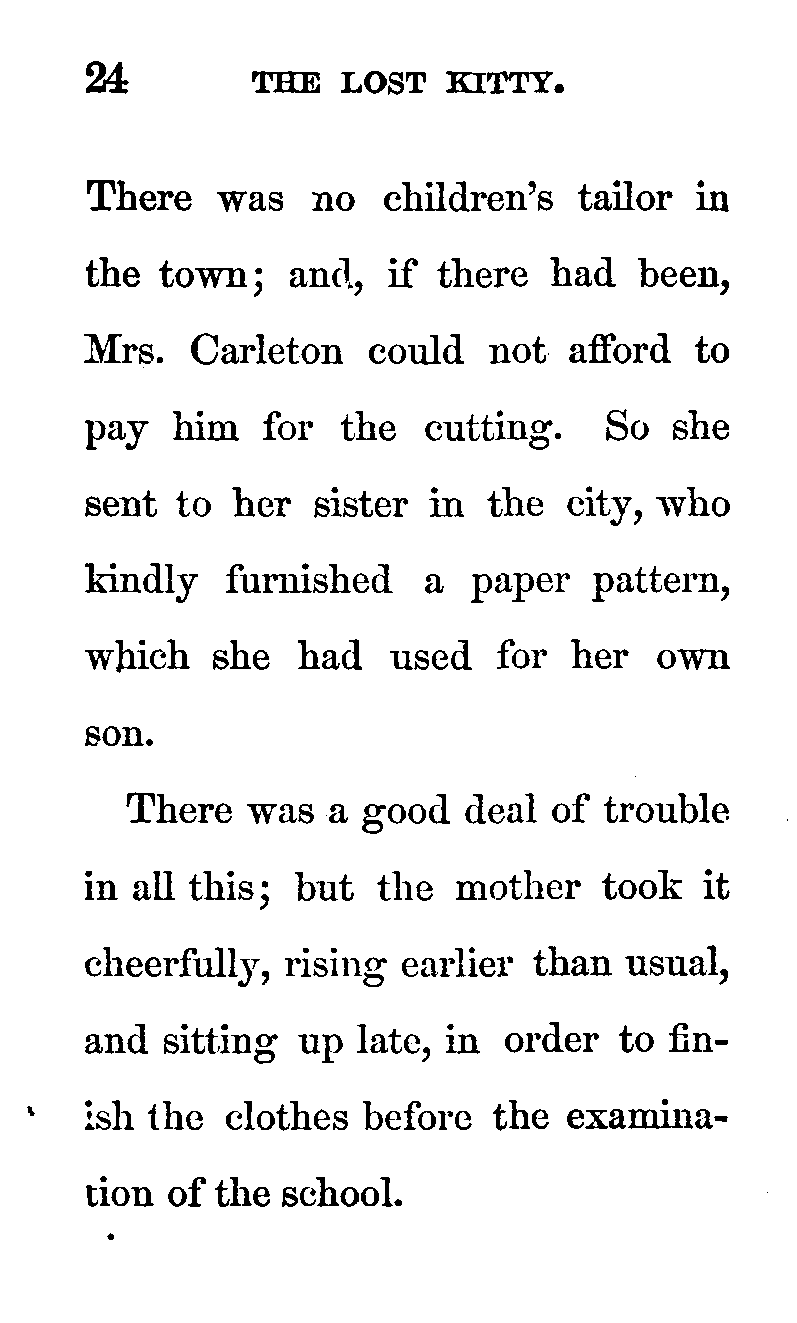 24 THE LOST KITTY.
There was no children's tailor in
the town; and, if there had been,
Mrs. Carleton could not afford to
pay him for the cutting. So she
sent to her sister in the city, who
kindly furnished a paper pattern,
which she had used for her own
son.
There was a good deal of trouble
in all this; but the mother took it
cheerfully, rising earlier than usual,
and sitting up late, in order to fin-
ish the clothes before the examina-
tion of the school.